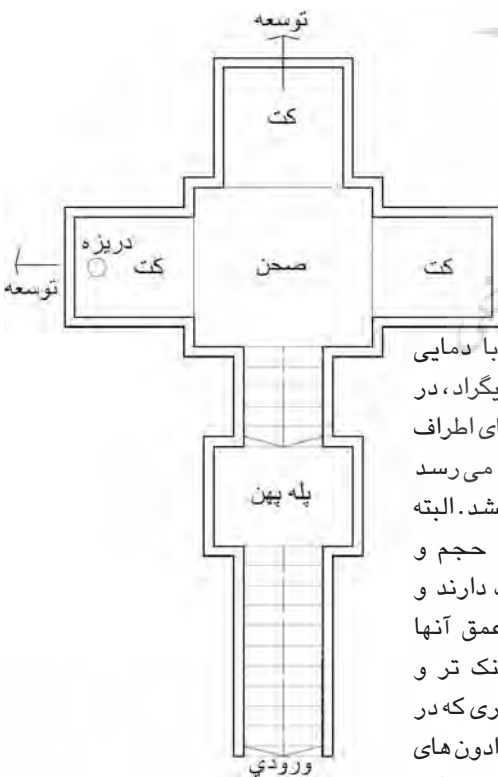 توسعه
کت
دریزه
کت
صحن
کت
توسعه
پله پهن
ورودي
با دمایی
یگراد، در
ای اطراف
می‌رسد
شد. البته
حجم و
دارند و
عمق آنها
نک تر و
ری که در
ادون‌های